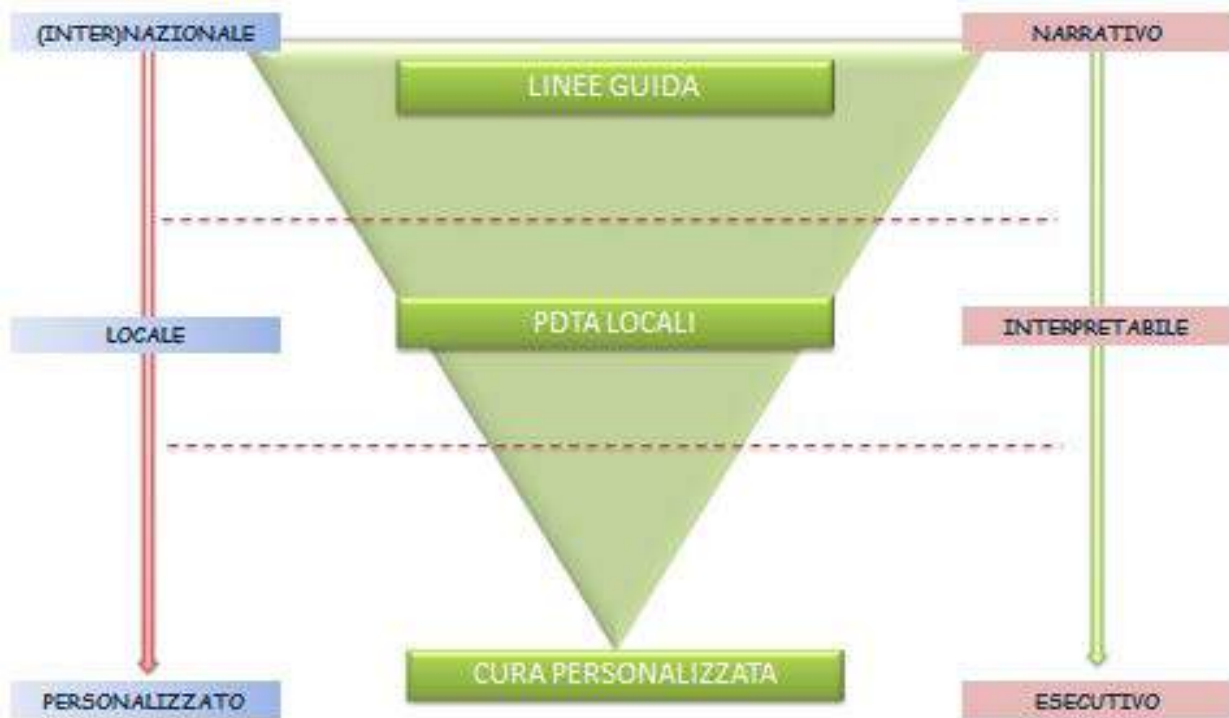 (INTER)NAZIONALE
NARRATIVO
LINEE GUIDA
PDTA LOCALI
LOCALE
INTERPRETABILE
CURA PERSONALIZZATA
PERSONALIZZATO
ESECUTIVO